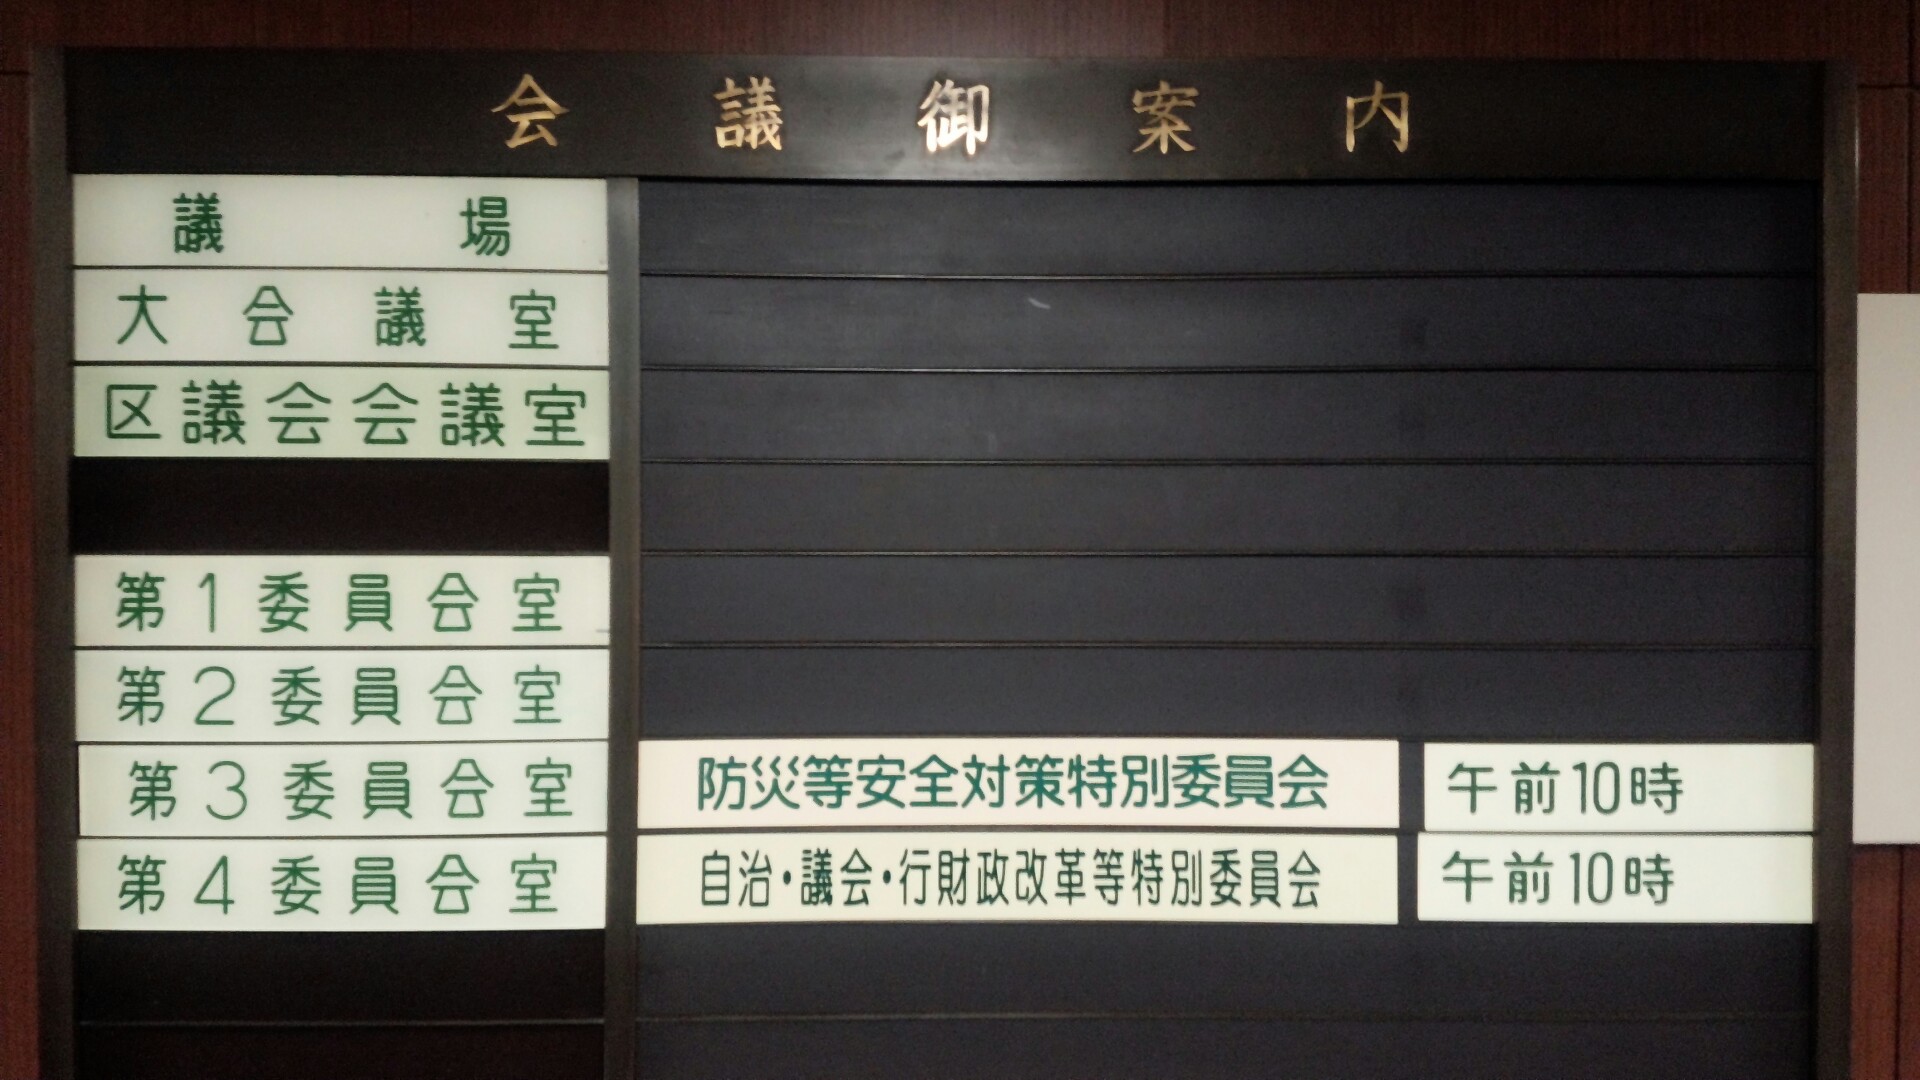 会議御案内
議場
大会議室
区議会会議室
第1委員会室
第2委員会室
第3委員会室 防災等安全対策特別委員会 午前10時
第4委員会室 自治・議会・行財政改革等特別委員会 午前10時